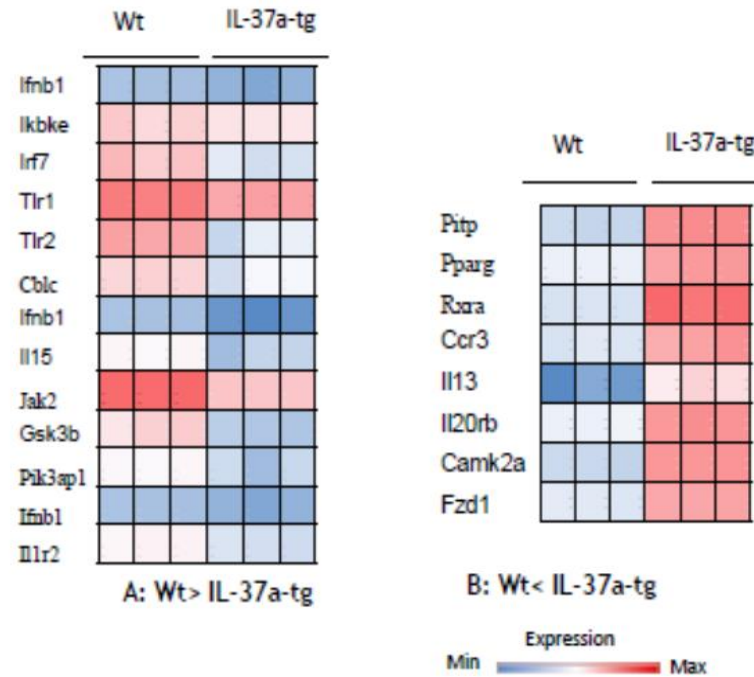 Wt IL-37a-tg
Ifnb1
Ikbke
Irf7
Tlr1
Tlr2
Cblc
Ifnb1
Il15
Jak2
Gsk3b
Pik3ap1
Ifnb1
Il1r2
A: Wt> IL-37a-tg
Wt IL-37a-tg
Pitp
Pparg
Rxra
Ccr3
Il13
Il20rb
Camk2a
Fzd1
B: Wt< IL-37a-tg
Expression
Min Max